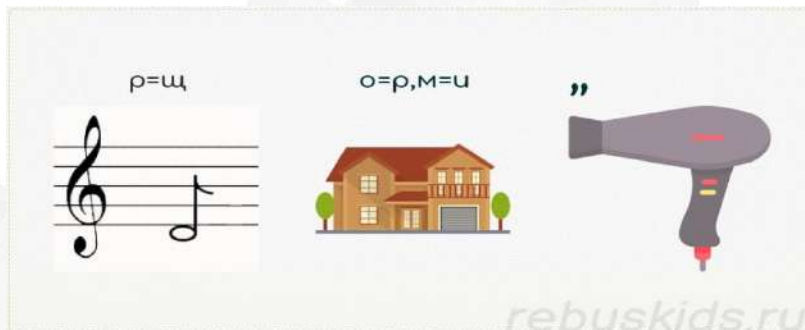 р=щ
о=р,м=и
,,
rebuskids.ru